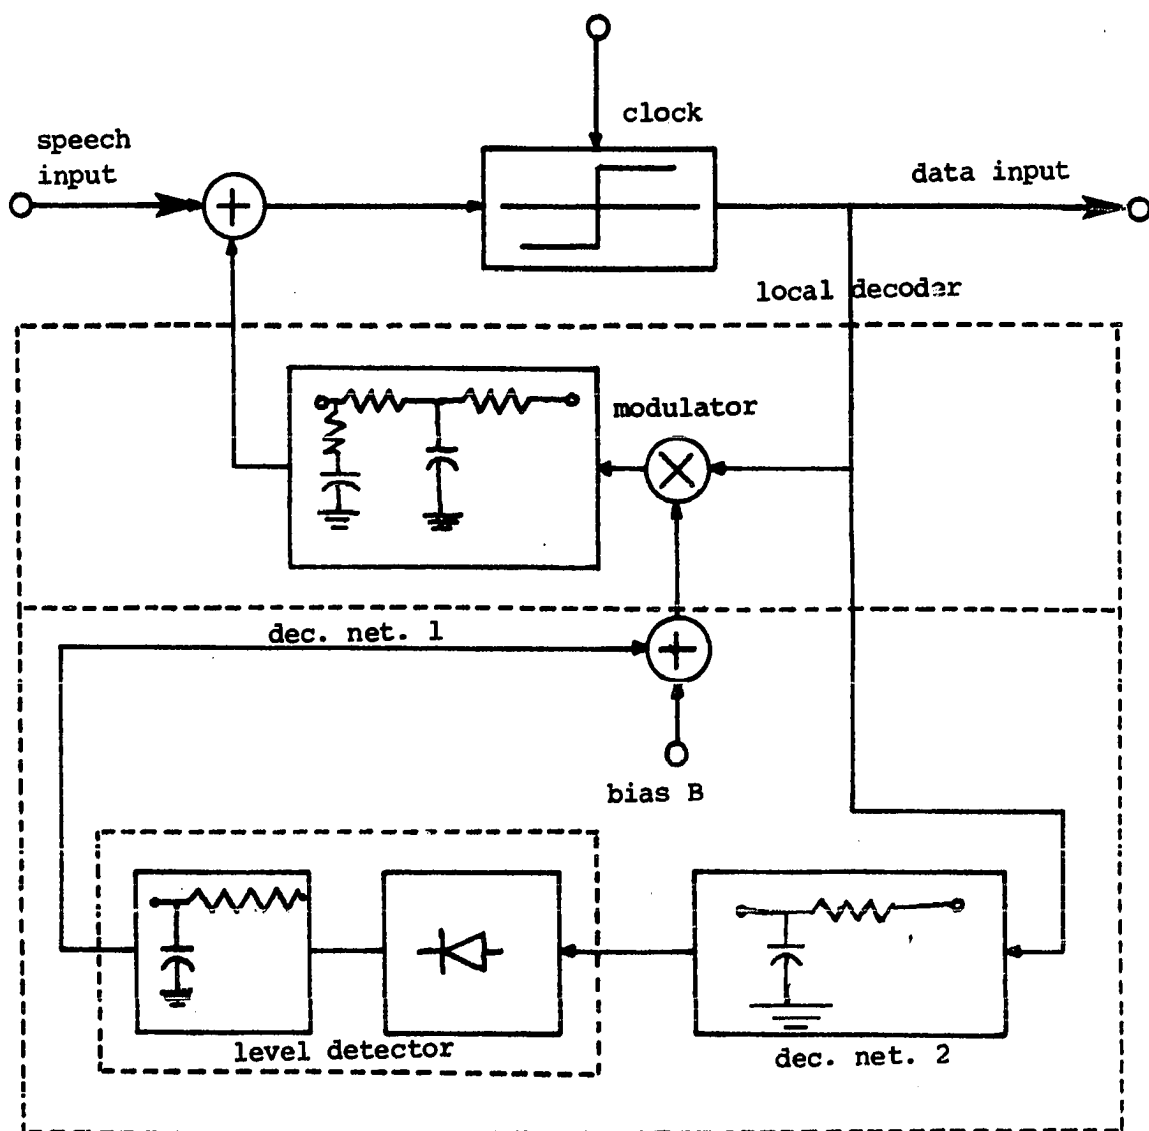 clock
speech
input
data input
local decoder
modulator
dec. net. 1
bias B
level detector
dec. net. 2